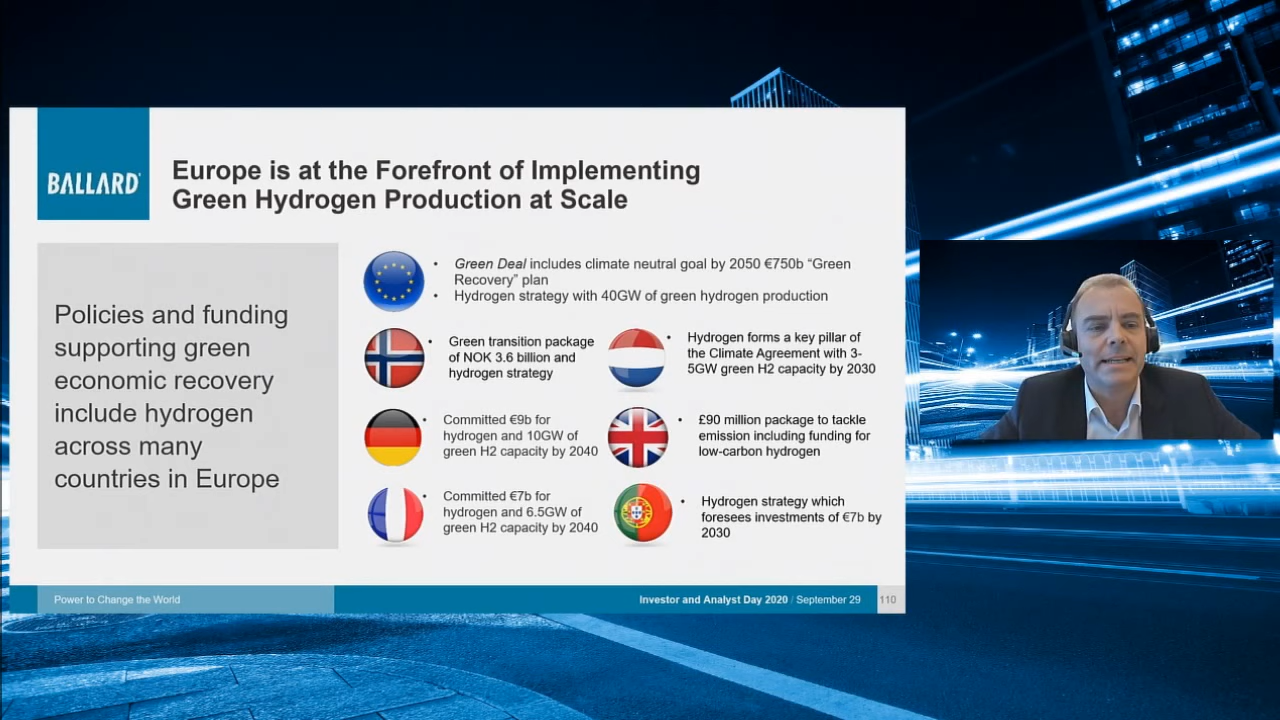 BALLARD
Europe is at the Forefront of Implementing
Green Hydrogen Production at Scale
Policies and funding
supporting green
economic recovery
include hydrogen
across many
countries in Europe
• Green Deal includes climate neutral goal by 2050 €750b “Green
Recovery” plan
• Hydrogen strategy with 40GW of green hydrogen production
• Green transition package
of NOK 3.6 billion and
hydrogen strategy
• Hydrogen forms a key pillar of
the Climate Agreement with 3-
5GW green H2 capacity by 2030
• Committed €9b for
hydrogen and 10GW of
green H2 capacity by 2040
• £90 million package to tackle
emission including funding for
low-carbon hydrogen
• Committed €7b for
hydrogen and 6.5GW of
green H2 capacity by 2040
• Hydrogen strategy which
foresees investments of €7b by
2030
Power to Change the World
Investor and Analyst Day 2020 / September 29
110